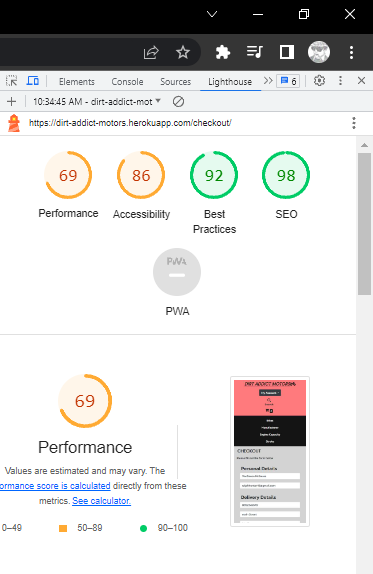 Elements Console Sources Lighthouse 6
10:34:45 AM - dirt-addict-mot
https://dirt-addict-motors.herokuapp.com/checkout/
69 86 92 98
Performance Accessibility Best Practices SEO
PWA
PWA
69
Performance
Values are estimated and may vary. The
ormance score is calculated directly from these
metrics. See calculator.
0–49 50–89 90–100
DIRT ADDICT MOTORS
My Account
CHECKOUT
Personal Details
Delivery Details